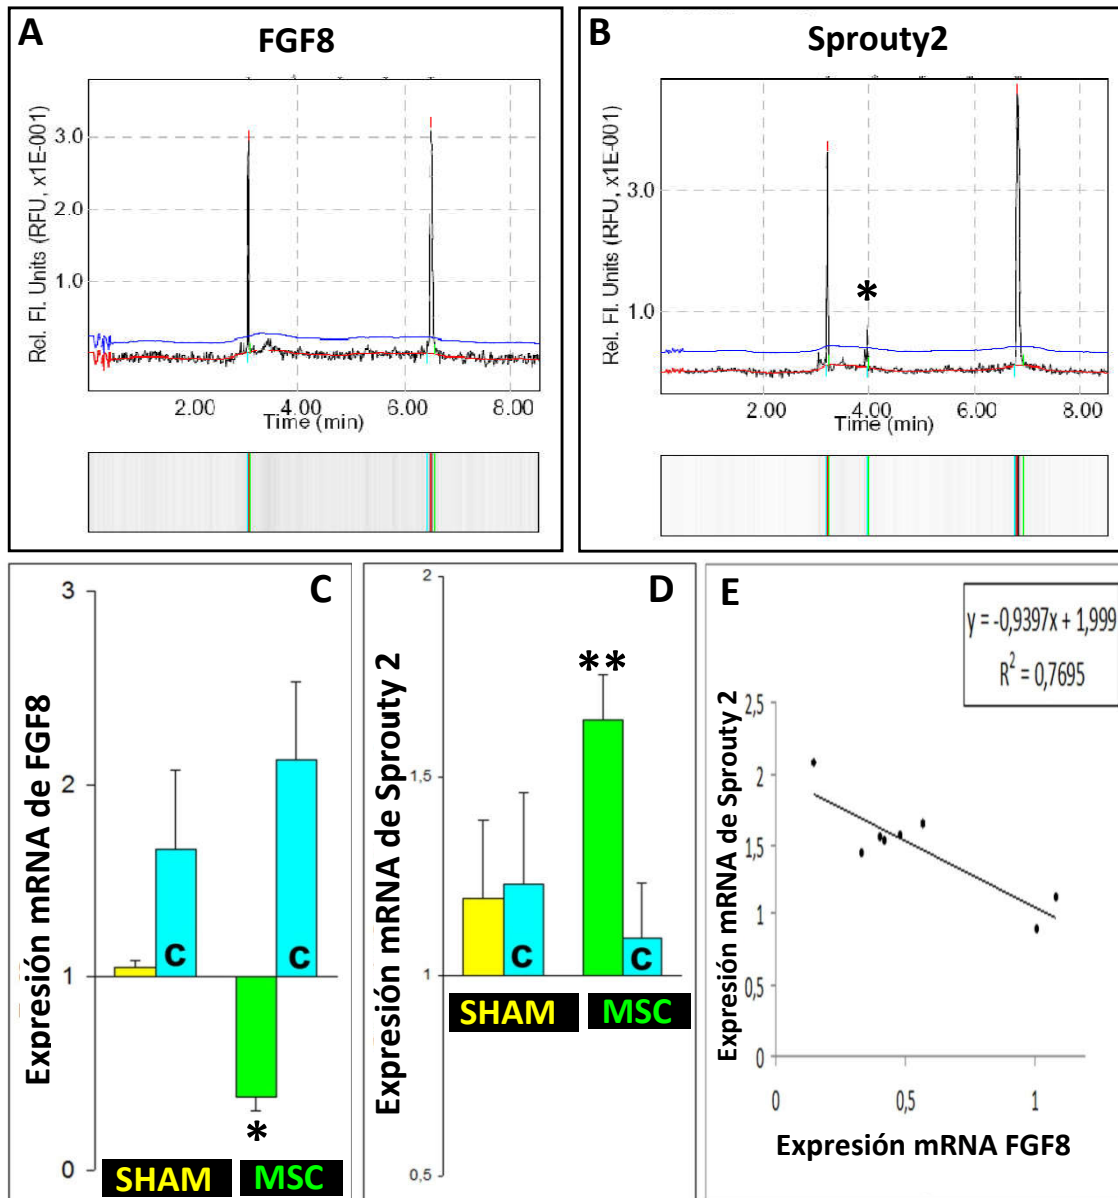 A
FGF8
Rel. Fl. Units (RFU, x1E-001)
3.0
2.0
1.0
2.00
4.00
6.00
8.00
Time (min)
B
Sprouty2
Rel. Fl. Units (RFU, x1E-001)
3.0
1.0
*
2.00
4.00
6.00
8.00
Time (min)
C
Expresión mRNA de FGF8
3
2
1
0
c
c
*
SHAM
MSC
D
Expresión mRNA de Sprouty 2
2
1,5
1
0,5
**
c
c
SHAM
MSC
E
y = -0,9397x + 1,999
R² = 0,7695
Expresión mRNA de Sprouty 2
2,5
2
1,5
1
0,5
0
0
0,5
1
Expresión mRNA FGF8